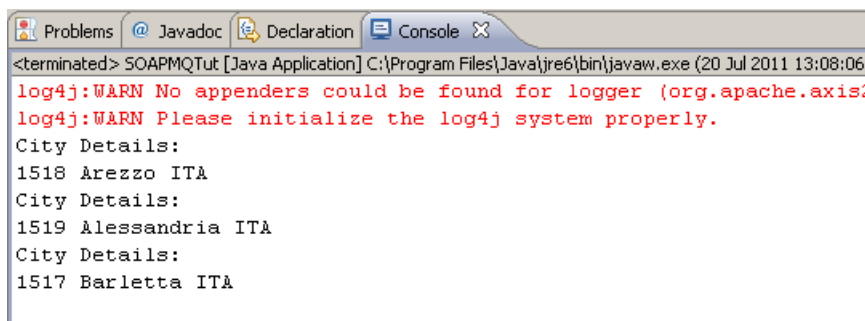 Problems @ Javadoc Declaration Console
<terminated> SOAPMQTut [Java Application] C:\Program Files\Java\jre6\bin\javaw.exe (20 Jul 2011 13:08:06
log4j:WARN No appenders could be found for logger (org.apache.axis2
log4j:WARN Please initialize the log4j system properly.
City Details:
1518 Arezzo ITA
City Details:
1519 Alessandria ITA
City Details:
1517 Barletta ITA